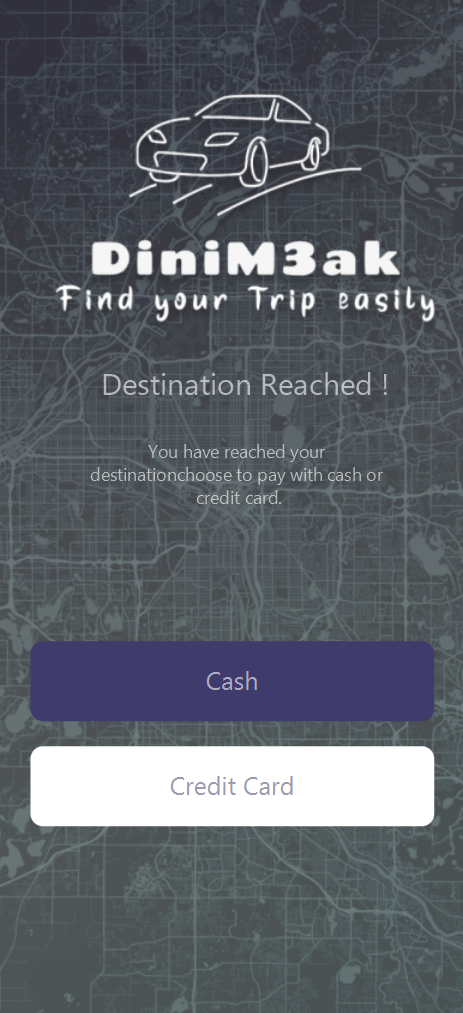 DiniM3ak
Find your Trip easily
Destination Reached !
You have reached your
destinationchoose to pay with cash or
credit card.
Cash
Credit Card